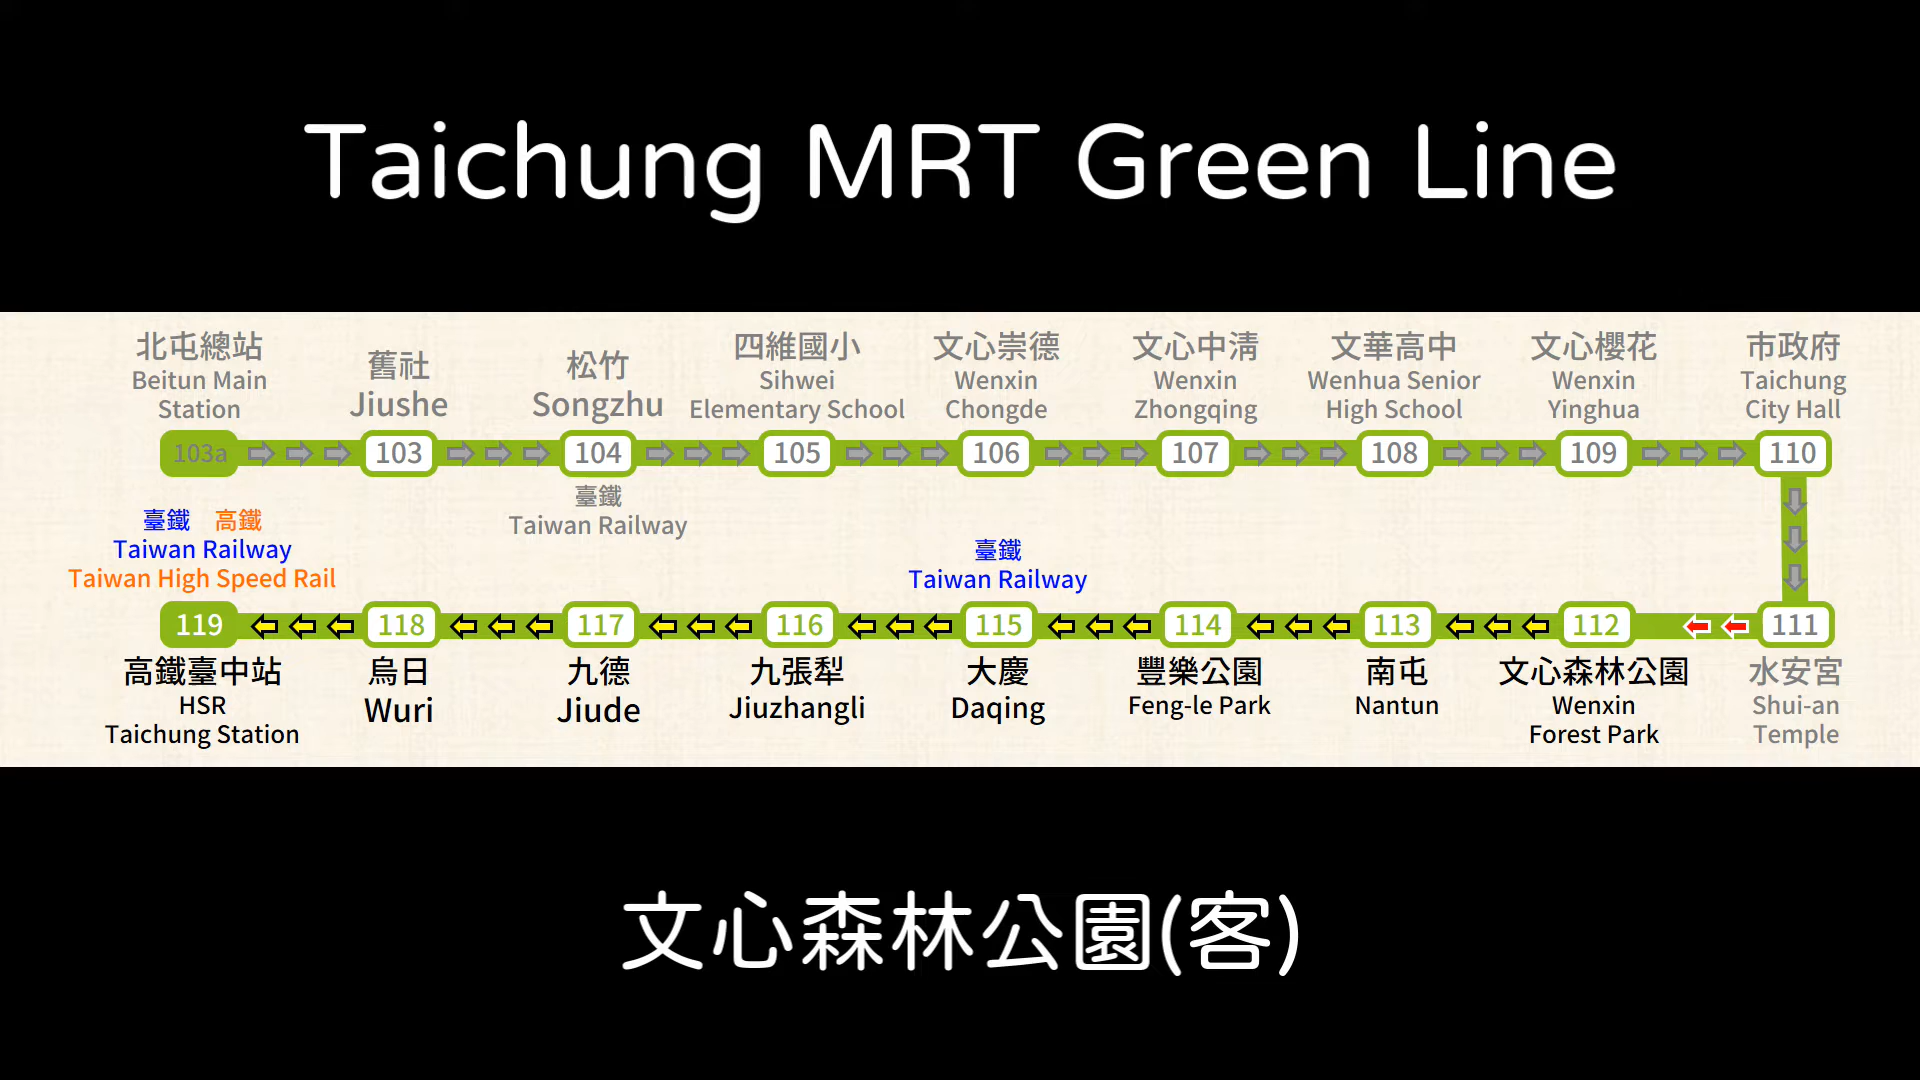 Taichung MRT Green Line
北屯總站
Beitun Main
Station
舊社
Jiushe
松竹
Songzhu
四維國小
Sihwei
Elementary School
文心崇德
Wenxin
Chongde
文心中清
Wenxin
Zhongqing
文華高中
Wenhua Senior
High School
文心櫻花
Wenxin
Yinghua
市政府
Taichung
City Hall
103a
103
104
105
106
107
108
109
110
臺鐵
Taiwan Railway
臺鐵 高鐵
Taiwan Railway
Taiwan High Speed Rail
臺鐵
Taiwan Railway
119
118
117
116
115
114
113
112
111
高鐵臺中站
HSR
Taichung Station
烏日
Wuri
九德
Jiude
九張犁
Jiuzhangli
大慶
Daqing
豐樂公園
Feng-le Park
南屯
Nantun
文心森林公園
Wenxin
Forest Park
水安宮
Shui-an
Temple
文心森林公園(客)